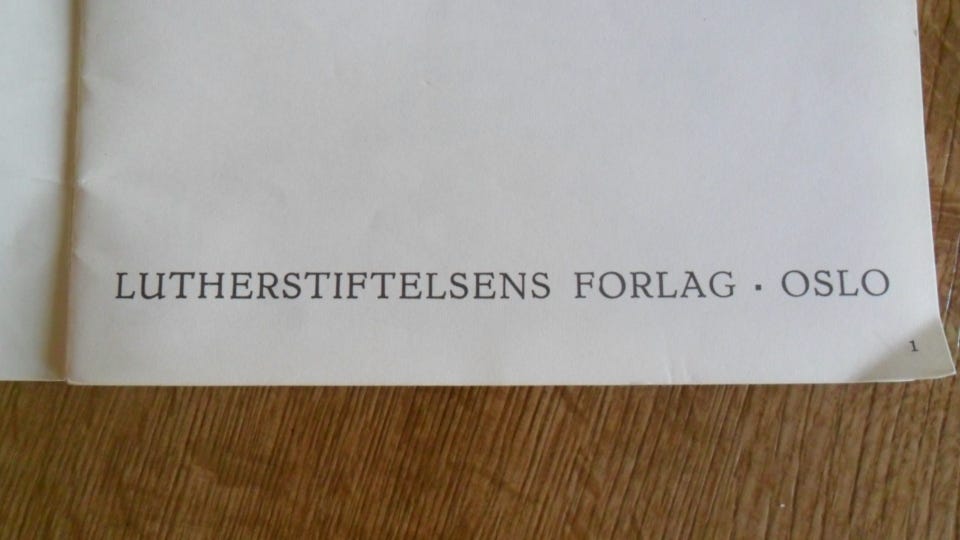 LUTHERSTIFTELSENS FORLAG · OSLO
1